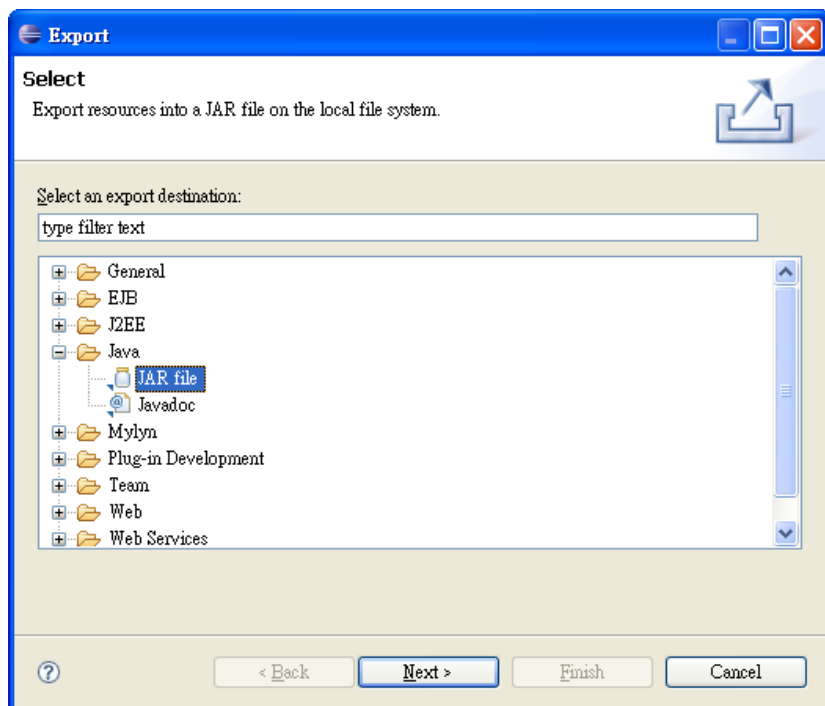 Export
Select
Export resources into a JAR file on the local file system.
Select an export destination:
type filter text
General
EJB
J2EE
Java
JAR file
Javadoc
Mylyn
Plug-in Development
Team
Web
Web Services
< Back
Next >
Finish
Cancel